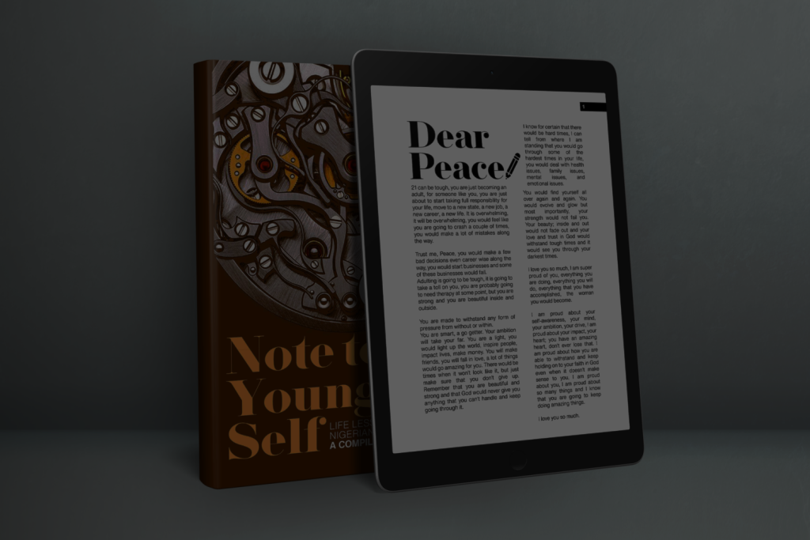 Note to
Young
Self
LIFE LES
NIGERIA
A COMPIL
1
Dear
Peace
21 can be tough, you are just becoming an
adult, for someone like you, you are just
about to start taking full responsibility for
your life, move to a new state, a new job, a
new career, a new life. It is overwhelming,
it will be overwhelming, you would feel like
you are going to crash a couple of times,
you would make a lot of mistakes along
the way.
Trust me, Peace, you would make a few
bad decisions even career wise along the
way, you would start businesses and some
of these businesses would fail.
Adulting is going to be tough, it is going to
take a toll on you, you are probably going
to need therapy at some point, but you are
strong and you are beautiful inside and
outside.
You are made to withstand any form of
pressure from without or within.
You are smart, a go getter. Your ambition
will take your far. You are a light, you
would light up the world, inspire people,
impact lives, make money. You will make
friends, you will fall in love, a lot of things
would go amazing for you. There would be
times when it won't look like it, but just
make sure that you don't give up.
Remember that you are beautiful and
strong and that God would never give you
anything that you can't handle and keep
going through it.
I know for certain that there
would be hard times, I can
tell from where I am
standing that you would go
through some of the
hardest times in your life,
you would deal with health
issues, family issues,
mental issues, and
emotional issues.
You would find yourself all
over again and again. You
would evolve and grow but
most importantly, your
strength would not fail you.
Your beauty; inside and out
would not fade out and your
love and trust in God would
withstand tough times and it
would see you through your
darkest times.
I love you so much, I am super
proud of you, everything you
are doing, everything you will
do, everything that you have
accomplished, the woman
you would become.
I am proud about your
self-awareness, your mind,
your ambition, your drive, I am
proud about your impact, your
heart, you have an amazing
heart, don't ever lose that, I
am proud about how you are
able to withstand and keep
holding on to your faith in God
even when it doesn't make
sense to you. I am proud
about you, I am proud about
so many things and I know
that you are going to keep
doing amazing things.
I love you so much.